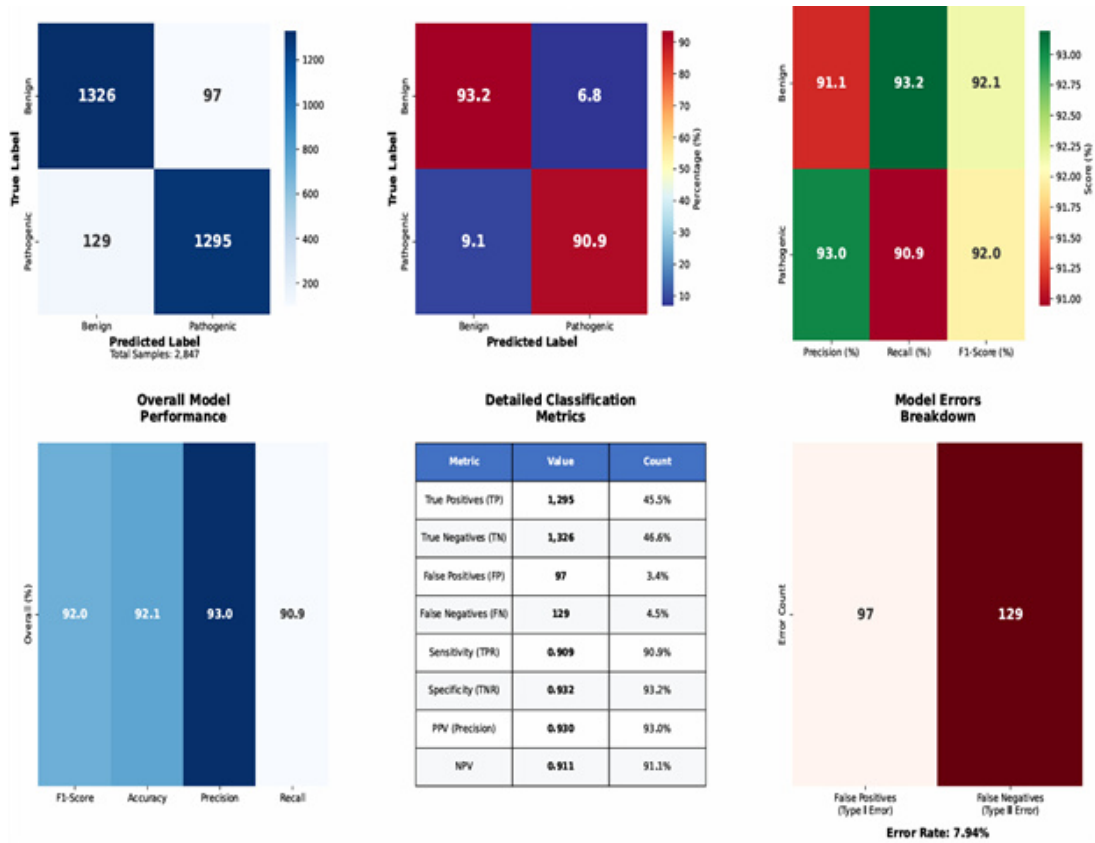 True Label
Benign
Pathogenic
1326
97
129
1295
1200
1000
800
600
400
200
Benign
Pathogenic
Predicted Label
Total Samples: 2,847
True Label
Benign
Pathogenic
93.2
6.8
9.1
90.9
90
80
70
60
50
40
30
20
10
Percentage (%)
Benign
Pathogenic
Predicted Label
Benign
Pathogenic
91.1
93.2
92.1
93.0
90.9
92.0
93.00
92.75
92.50
92.25
92.00
91.75
91.50
91.25
91.00
Score (%)
Precision (%)
Recall (%)
F1-Score (%)
Overall Model
Performance
Overall (%)
92.0
92.1
93.0
90.9
F1-Score
Accuracy
Precision
Recall
Detailed Classification
Metrics
Metric Value Count
True Positives (TP) 1,295 45.5%
True Negatives (TN) 1,326 46.6%
False Positives (FP) 97 3.4%
False Negatives (FN) 129 4.5%
Sensitivity (TPR) 0.909 90.9%
Specificity (TNR) 0.932 93.2%
PPV (Precision) 0.930 93.0%
NPV 0.911 91.1%
Model Errors
Breakdown
Error Count
97
129
False Positives
(Type I Error)
False Negatives
(Type II Error)
Error Rate: 7.94%